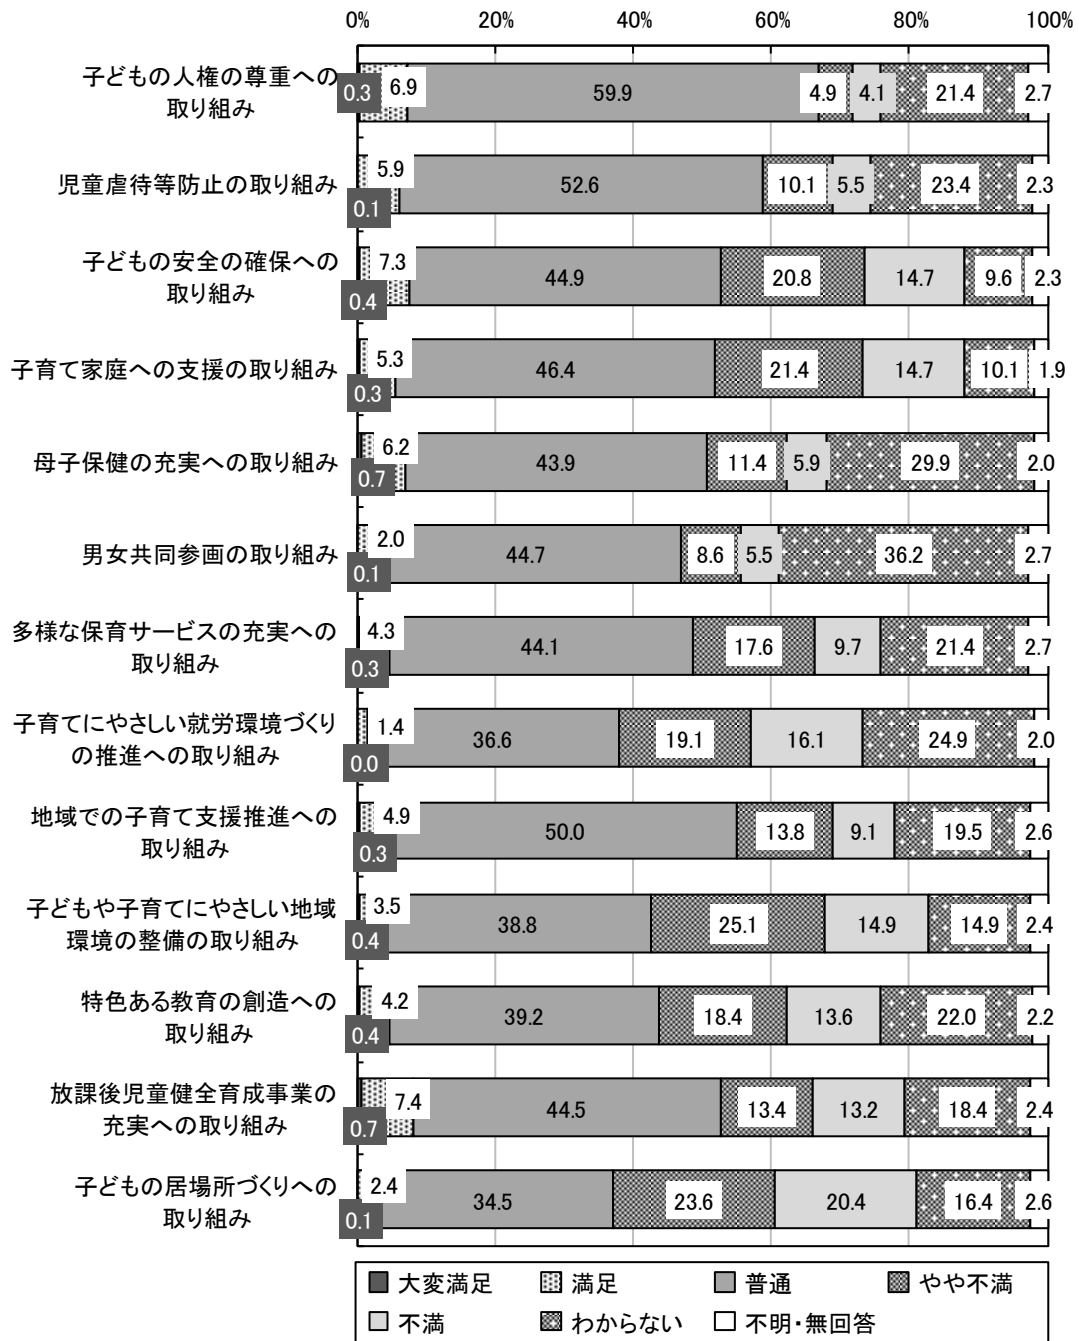 0% 20% 40% 60% 80% 100%
子どもの人権の尊重への
取り組み
0.3 6.9 59.9 4.9 4.1 21.4 2.7
児童虐待等防止の取り組み
0.1 5.9 52.6 10.1 5.5 23.4 2.3
子どもの安全の確保への
取り組み
0.4 7.3 44.9 20.8 14.7 9.6 2.3
子育て家庭への支援の取り組み
0.3 5.3 46.4 21.4 14.7 10.1 1.9
母子保健の充実への取り組み
0.7 6.2 43.9 11.4 5.9 29.9 2.0
男女共同参画の取り組み
0.1 2.0 44.7 8.6 5.5 36.2 2.7
多様な保育サービスの充実への
取り組み
0.3 4.3 44.1 17.6 9.7 21.4 2.7
子育てにやさしい就労環境づくり
の推進への取り組み
0.0 1.4 36.6 19.1 16.1 24.9 2.0
地域での子育て支援推進への
取り組み
0.3 4.9 50.0 13.8 9.1 19.5 2.6
子どもや子育てにやさしい地域
環境の整備の取り組み
0.4 3.5 38.8 25.1 14.9 14.9 2.4
特色ある教育の創造への
取り組み
0.4 4.2 39.2 18.4 13.6 22.0 2.2
放課後児童健全育成事業の
充実への取り組み
0.7 7.4 44.5 13.4 13.2 18.4 2.4
子どもの居場所づくりへの
取り組み
0.1 2.4 34.5 23.6 20.4 16.4 2.6
大変満足 満足 普通 やや不満
不満 わからない 不明・無回答